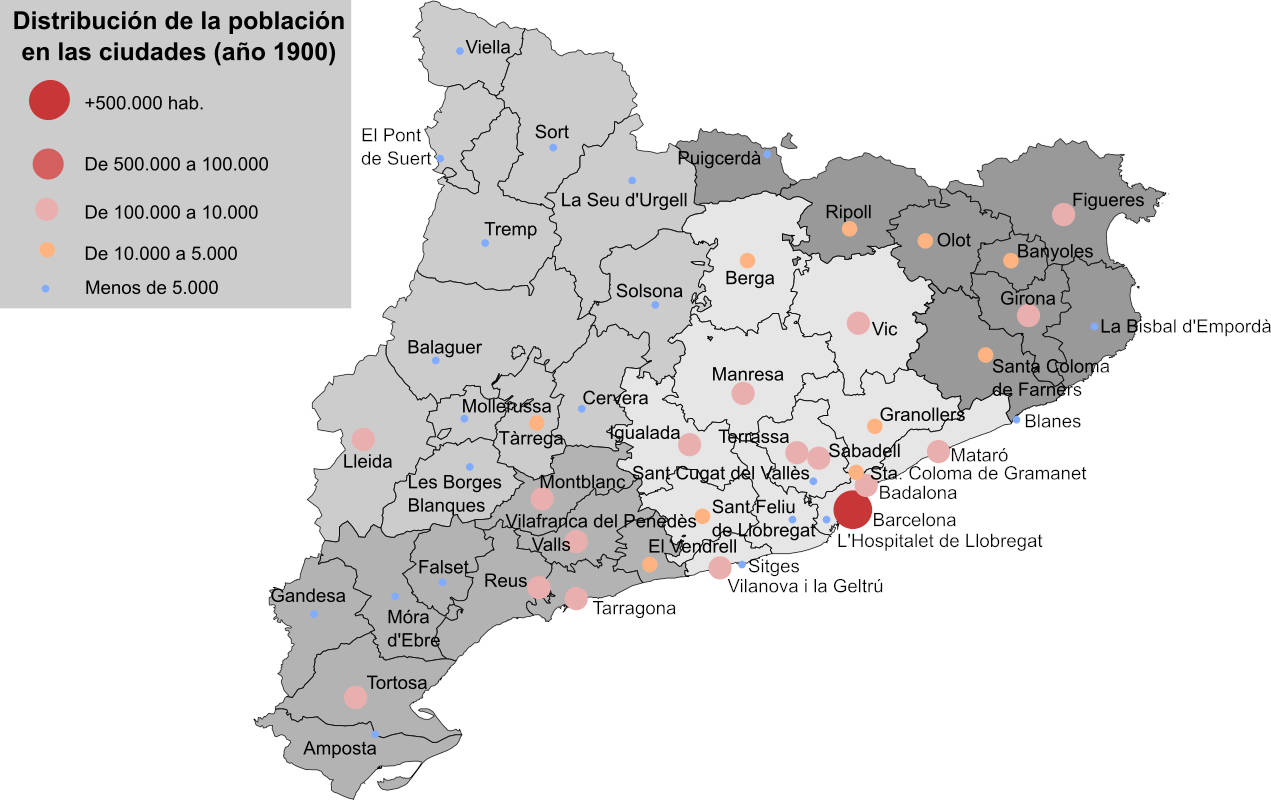 Distribución de la población
en las ciudades (año 1900)
+500.000 hab.
De 500.000 a 100.000
De 100.000 a 10.000
De 10.000 a 5.000
Menos de 5.000
Viella
El Pont
de Suert
Sort
Puigcerdà
La Seu d'Urgell
Tremp
Ripoll
Figueres
Olot
Banyoles
Berga
Solsona
Girona
Vic
La Bisbal d'Empordà
Balaguer
Manresa
Santa Coloma
de Farners
Mollerussa
Cervera
Granollers
Blanes
Tàrrega
Igualada
Terrassa
Sabadell
Mataró
Lleida
Sant Cugat del Vallès
Sta. Coloma de Gramanet
Les Borges
Blanques
Montblanc
Badalona
Vilafranca del Penedès
Sant Feliu
de Llobregat
Barcelona
L'Hospitalet de Llobregat
Valls
El Vendrell
Sitges
Falset
Reus
Vilanova i la Geltrú
Gandesa
Tarragona
Móra
d'Ebre
Tortosa
Amposta